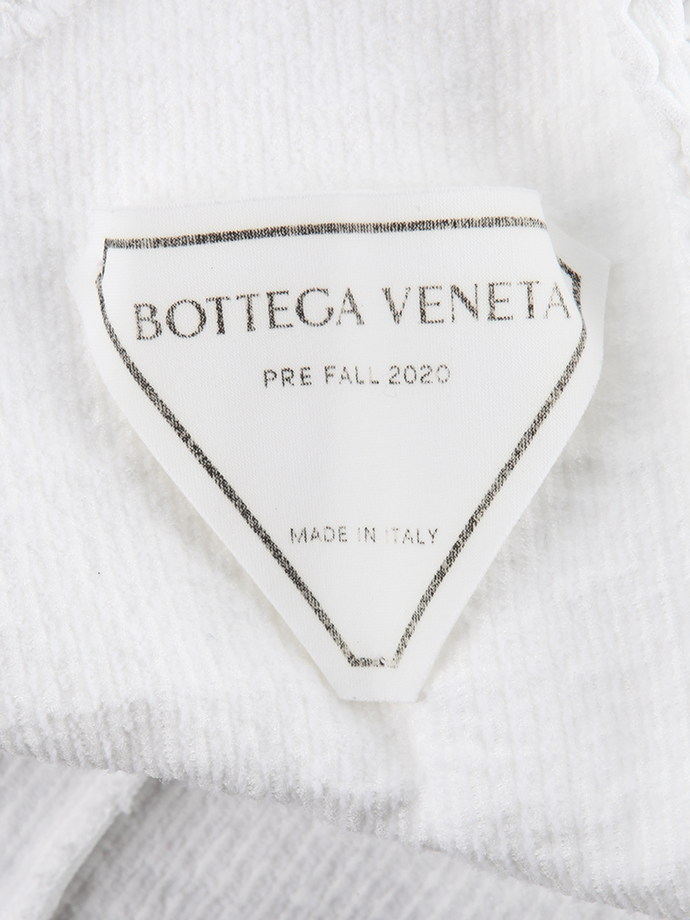 BOTTEGA VENETA
PRE FALL 2020
MADE IN ITALY